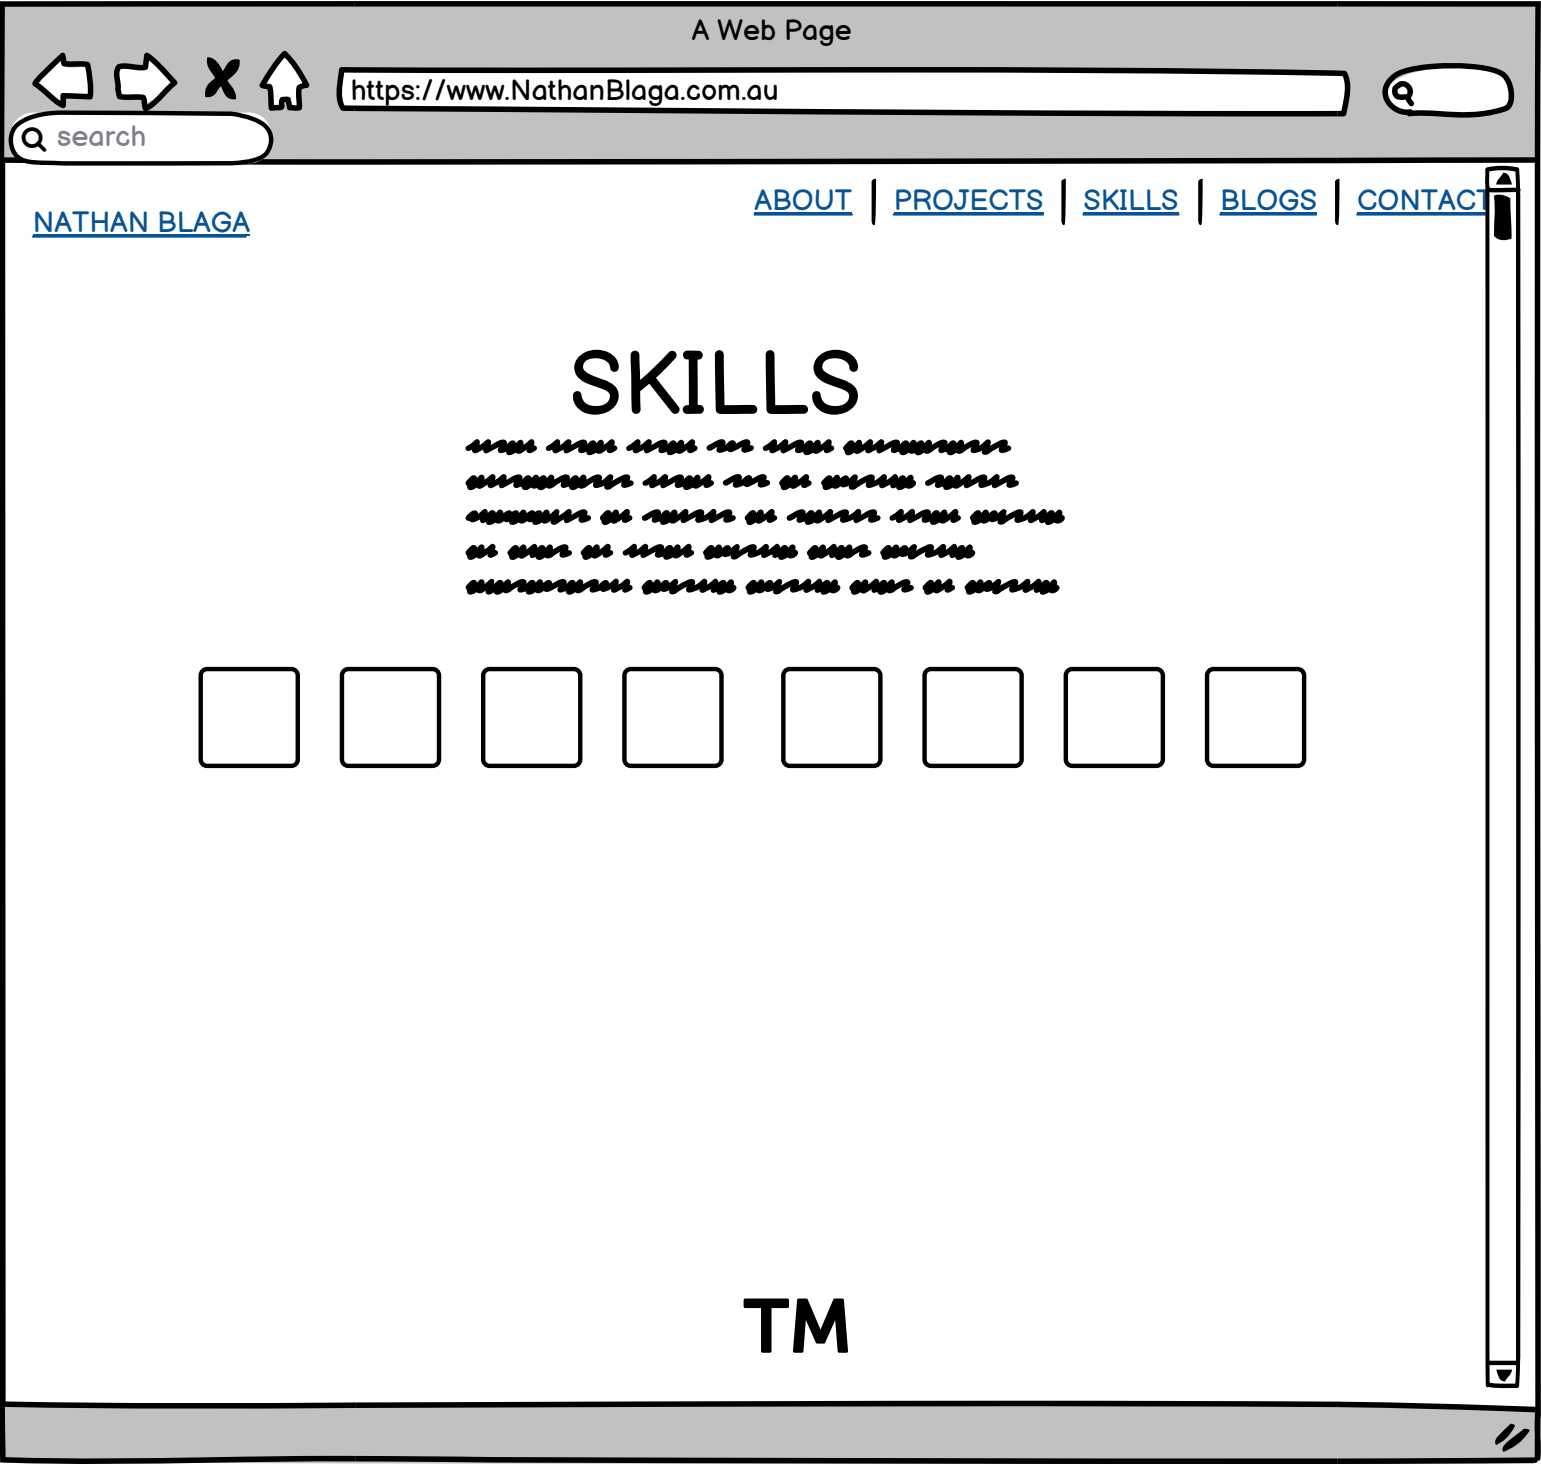 A Web Page
https://www.NathanBlaga.com.au
search
ABOUT | PROJECTS | SKILLS | BLOGS | CONTACT
NATHAN BLAGA
SKILLS
TM